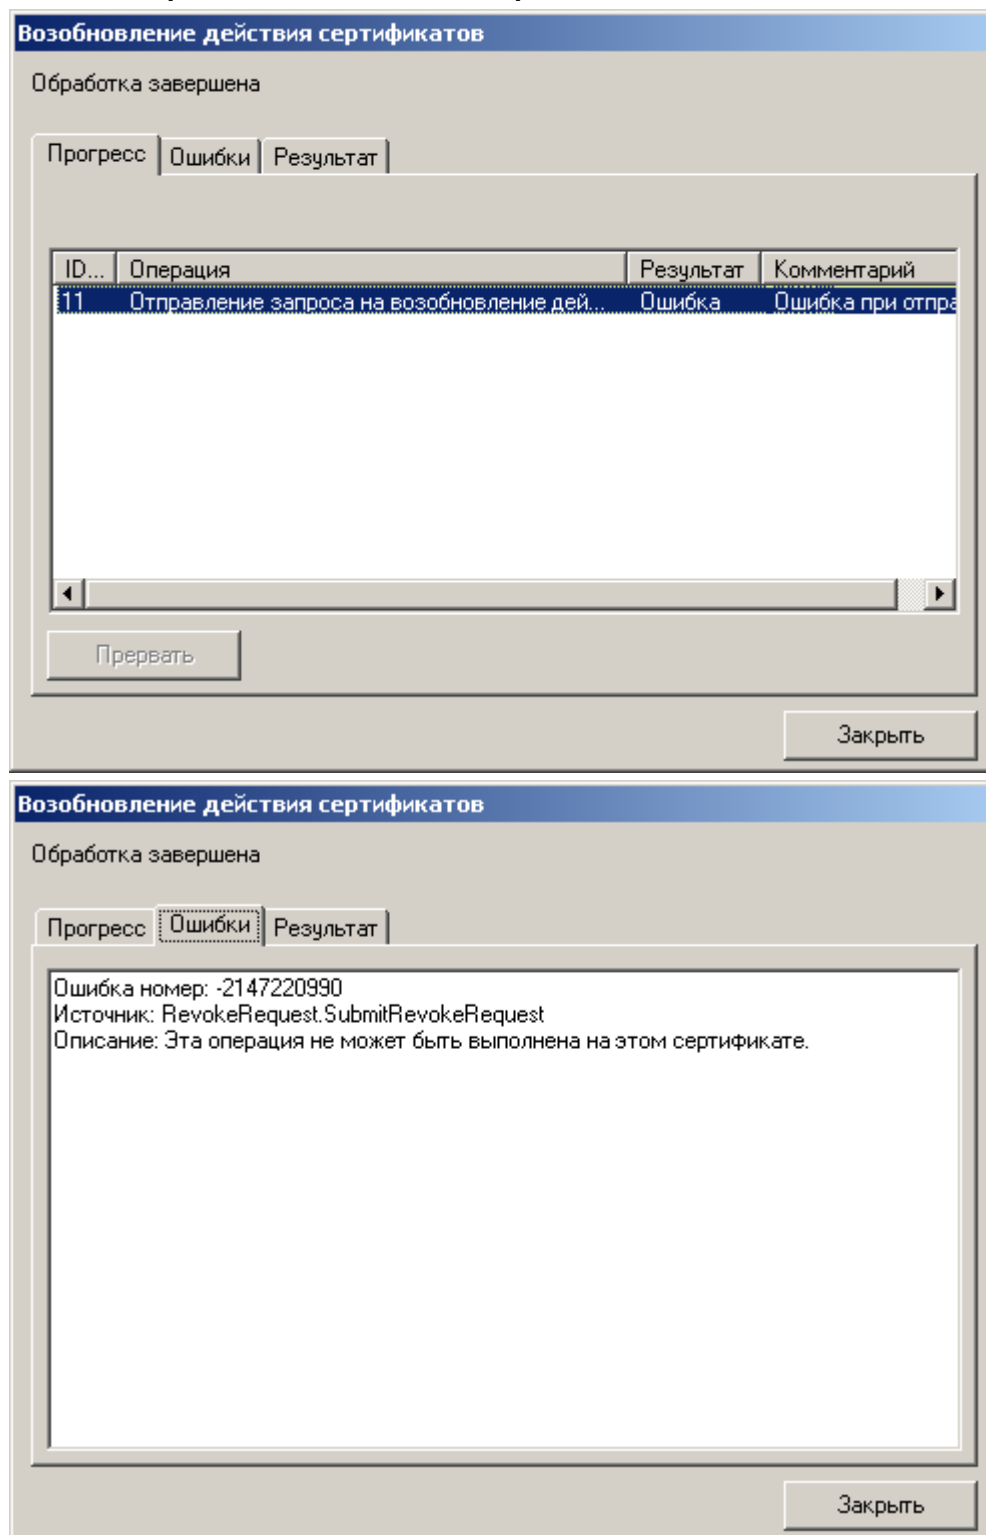 Возобновление действия сертификатов
Обработка завершена
Прогресс Ошибки Результат
ID... Операция Результат Комментарий
11 Отправление запроса на возобновление дей... Ошибка Ошибка при отпра
Прервать
Закрыть
Возобновление действия сертификатов
Обработка завершена
Прогресс Ошибки Результат
Ошибка номер: -2147220990
Источник: RevokeRequest.SubmitRevokeRequest
Описание: Эта операция не может быть выполнена на этом сертификате.
Закрыть